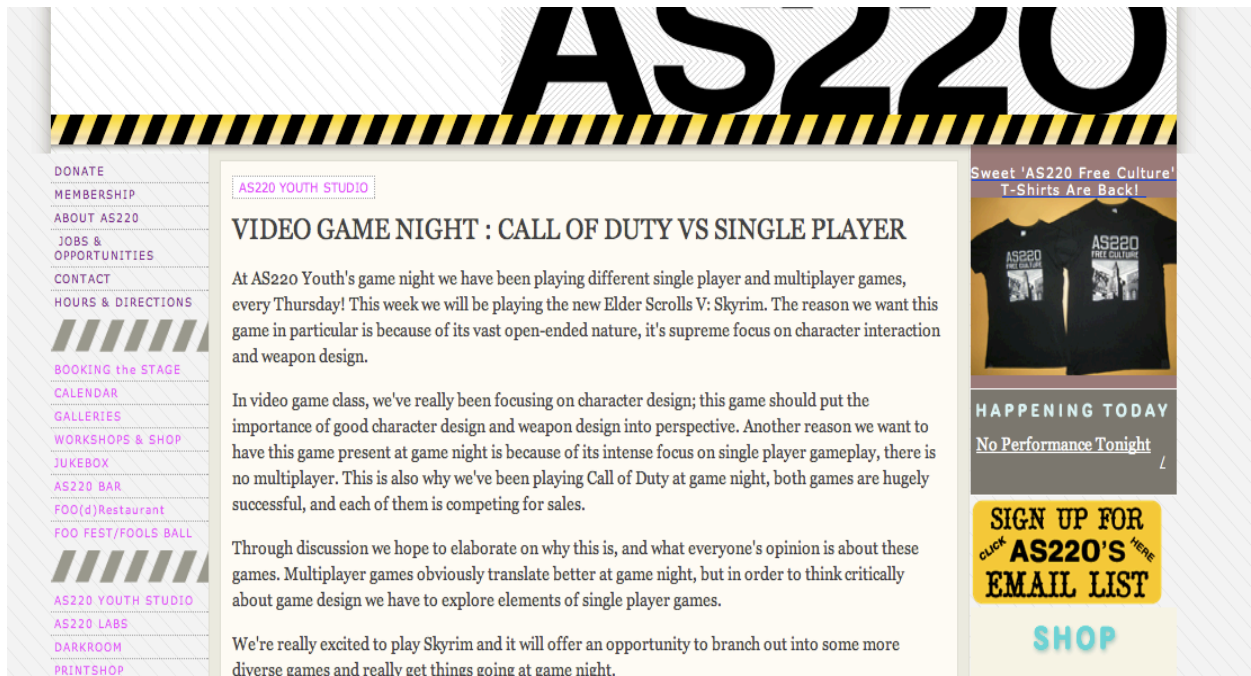 AS220
DONATE
MEMBERSHIP
ABOUT AS220
JOBS &
OPPORTUNITIES
CONTACT
HOURS & DIRECTIONS
BOOKING the STAGE
CALENDAR
GALLERIES
WORKSHOPS & SHOP
JUKEBOX
AS220 BAR
FOO(d)Restaurant
FOO FEST/FOOLS BALL
AS220 YOUTH STUDIO
AS220 LABS
DARKROOM
PRINTSHOP
AS220 YOUTH STUDIO
VIDEO GAME NIGHT : CALL OF DUTY VS SINGLE PLAYER
At AS220 Youth's game night we have been playing different single player and multiplayer games,
every Thursday! This week we will be playing the new Elder Scrolls V: Skyrim. The reason we want this
game in particular is because of its vast open-ended nature, it's supreme focus on character interaction
and weapon design.
In video game class, we've really been focusing on character design; this game should put the
importance of good character design and weapon design into perspective. Another reason we want to
have this game present at game night is because of its intense focus on single player gameplay, there is
no multiplayer. This is also why we've been playing Call of Duty at game night, both games are hugely
successful, and each of them is competing for sales.
Through discussion we hope to elaborate on why this is, and what everyone's opinion is about these
games. Multiplayer games obviously translate better at game night, but in order to think critically
about game design we have to explore elements of single player games.
We're really excited to play Skyrim and it will offer an opportunity to branch out into some more
diverse games and really get things going at game night.
Sweet 'AS220 Free Culture'
T-Shirts Are Back!
AS220
FREE CULTURE
AS220
FREE CULTURE
HAPPENING TODAY
No Performance Tonight
/
SIGN UP FOR
CLICK AS220'S HERE
EMAIL LIST
SHOP